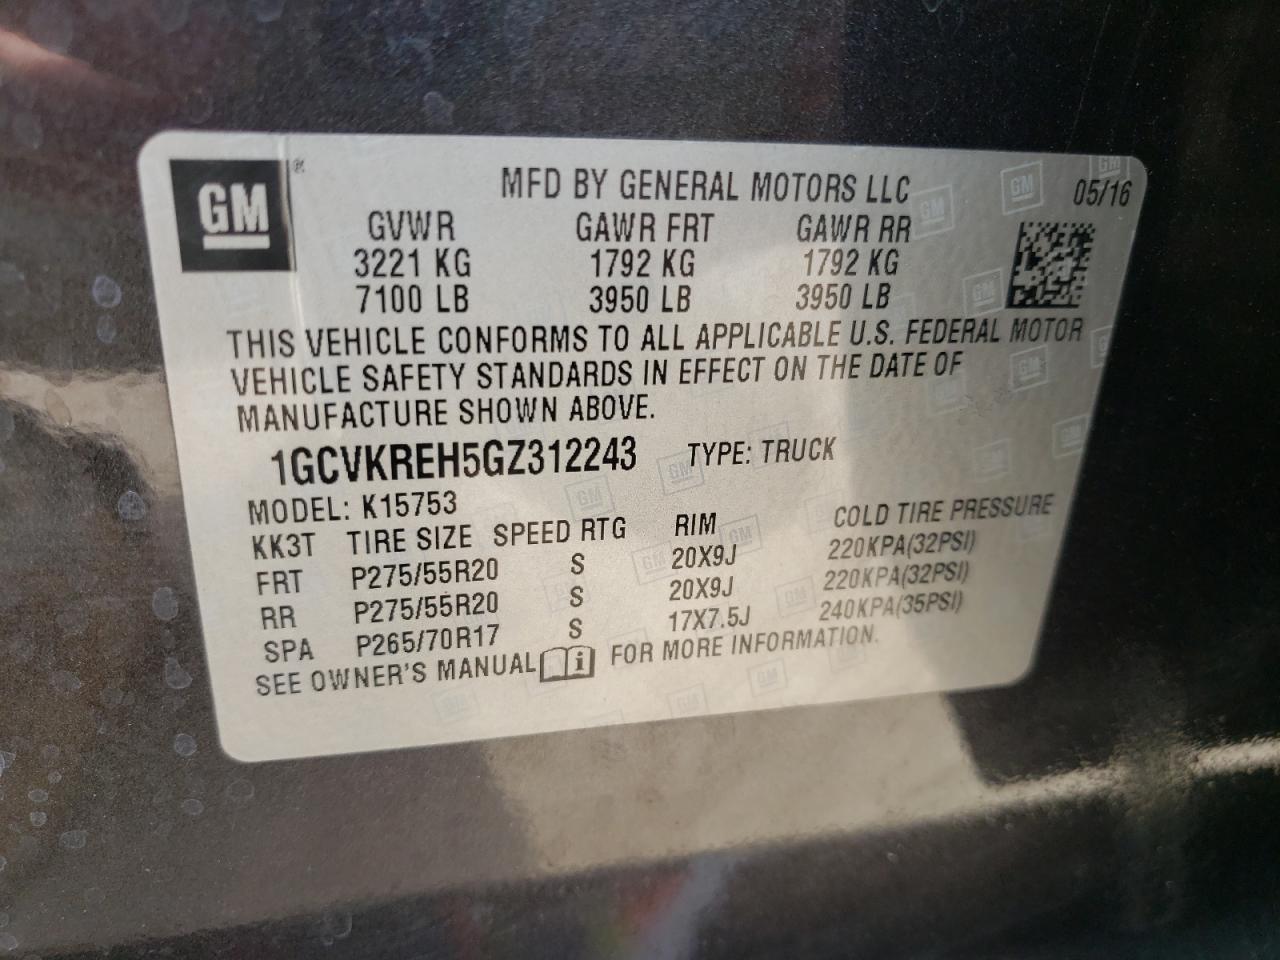 GM ®
MFD BY GENERAL MOTORS LLC 05/16
GVWR GAWR FRT GAWR RR
3221 KG 1792 KG 1792 KG
7100 LB 3950 LB 3950 LB
THIS VEHICLE CONFORMS TO ALL APPLICABLE U.S. FEDERAL MOTOR
VEHICLE SAFETY STANDARDS IN EFFECT ON THE DATE OF
MANUFACTURE SHOWN ABOVE.
1GCVKREH5GZ312243 TYPE: TRUCK
MODEL: K15753
KK3T TIRE SIZE SPEED RTG RIM COLD TIRE PRESSURE
FRT P275/55R20 S 20X9J 220KPA(32PSI)
RR P275/55R20 S 20X9J 220KPA(32PSI)
SPA P265/70R17 S 17X7.5J 240KPA(35PSI)
SEE OWNER'S MANUAL i FOR MORE INFORMATION.